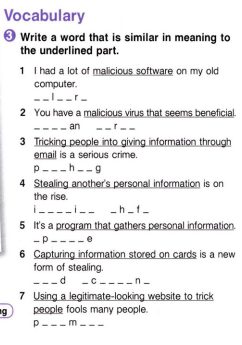 Vocabulary
3 Write a word that is similar in meaning to
the underlined part.
1 I had a lot of malicious software on my old
computer.
_ _ l _ _ r _
2 You have a malicious virus that seems beneficial.
_ _ _ _ an _ _ r _ _
3 Tricking people into giving information through
email is a serious crime.
p _ _ _ h _ _ g
4 Stealing another's personal information is on
the rise.
i _ _ _ _ i _ _ _ h _ f _
5 It's a program that gathers personal information.
_ p _ _ _ _ e
6 Capturing information stored on cards is a new
form of stealing.
_ _ _ d _ c _ _ _ _ n _
7 Using a legitimate-looking website to trick
people fools many people.
p _ _ _ m _ _ _